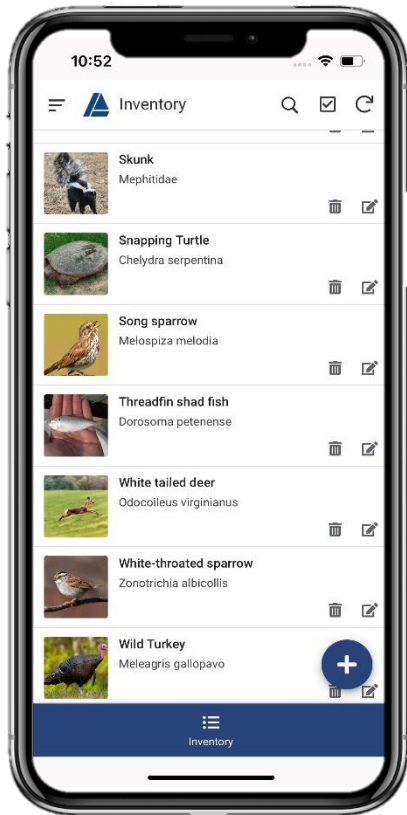 10:52
Inventory
Skunk
Mephitidae
Snapping Turtle
Chelydra serpentina
Song sparrow
Melospiza melodia
Threadfin shad fish
Dorosoma petenense
White tailed deer
Odocoileus virginianus
White-throated sparrow
Zonotrichia albicollis
Wild Turkey
Meleagris gallopavo
Inventory